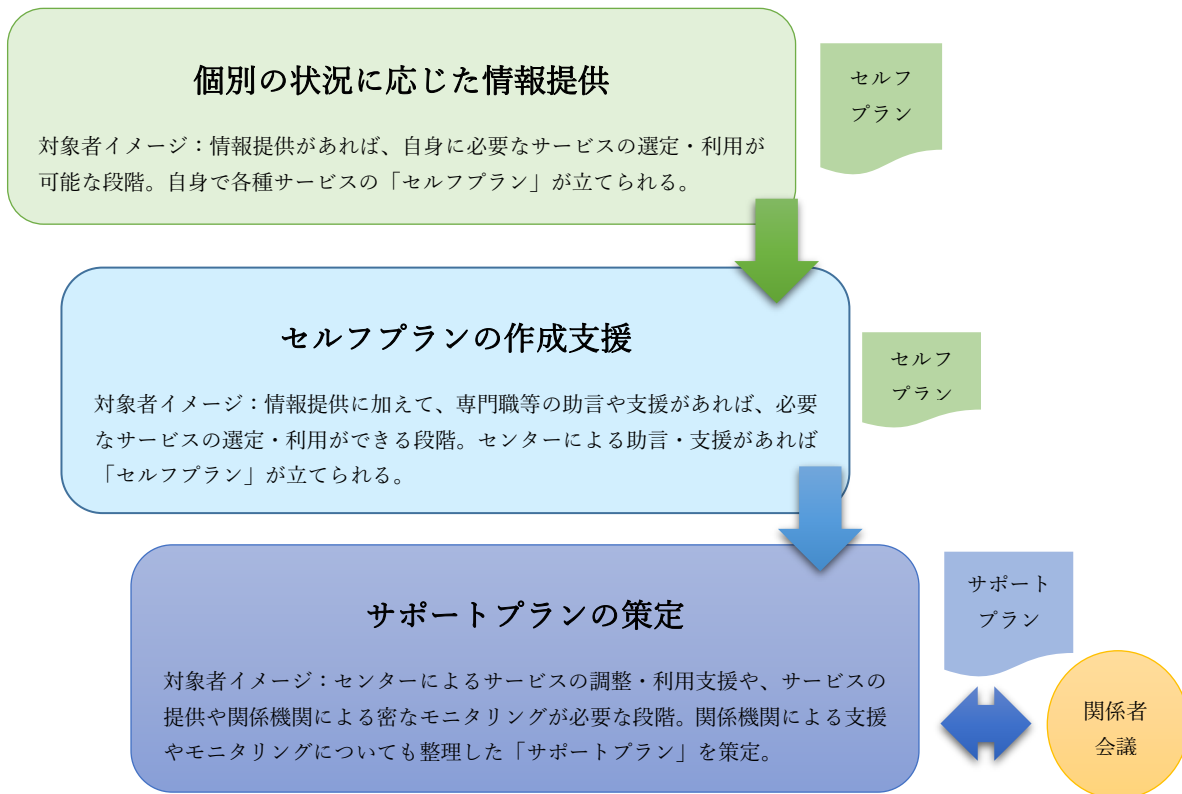 個別の状況に応じた情報提供
対象者イメージ：情報提供があれば、自身に必要なサービスの選定・利用が
可能な段階。自身で各種サービスの「セルフプラン」が立てられる。
セルフ
プラン
セルフプランの作成支援
対象者イメージ：情報提供に加えて、専門職等の助言や支援があれば、必要
なサービスの選定・利用ができる段階。センターによる助言・支援があれば
「セルフプラン」が立てられる。
セルフ
プラン
サポートプランの策定
対象者イメージ：センターによるサービスの調整・利用支援や、サービスの
提供や関係機関による密なモニタリングが必要な段階。関係機関による支援
やモニタリングについても整理した「サポートプラン」を策定。
サポート
プラン
関係者
会議